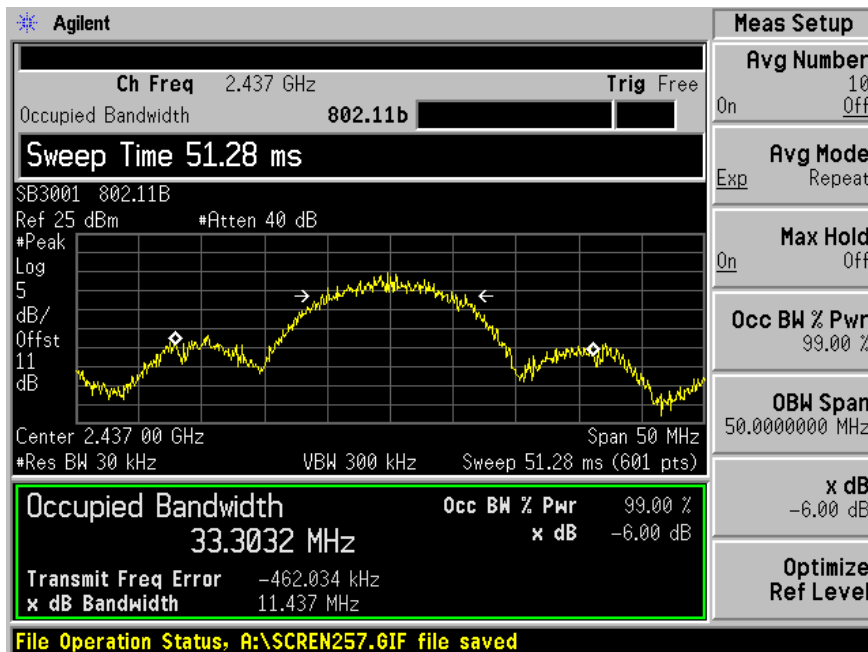 Agilent
Meas Setup
Ch Freq 2.437 GHz
Trig Free
Occupied Bandwidth
802.11b
Sweep Time 51.28 ms
SB3001 802.11B
Ref 25 dBm #Atten 40 dB
#Peak
Log
5
dB/
Offst
11
dB
Center 2.437 00 GHz
Span 50 MHz
#Res BW 30 kHz VBW 300 kHz Sweep 51.28 ms (601 pts)
Occupied Bandwidth
33.3032 MHz
Occ BW % Pwr 99.00 %
x dB -6.00 dB
Transmit Freq Error -462.034 kHz
x dB Bandwidth 11.437 MHz
File Operation Status, A:\SCREN257.GIF file saved
Avg Number
10
On Off
Avg Mode
Exp Repeat
Max Hold
On Off
Occ BW % Pwr
99.00 %
OBW Span
50.0000000 MHz
x dB
-6.00 dB
Optimize
Ref Level